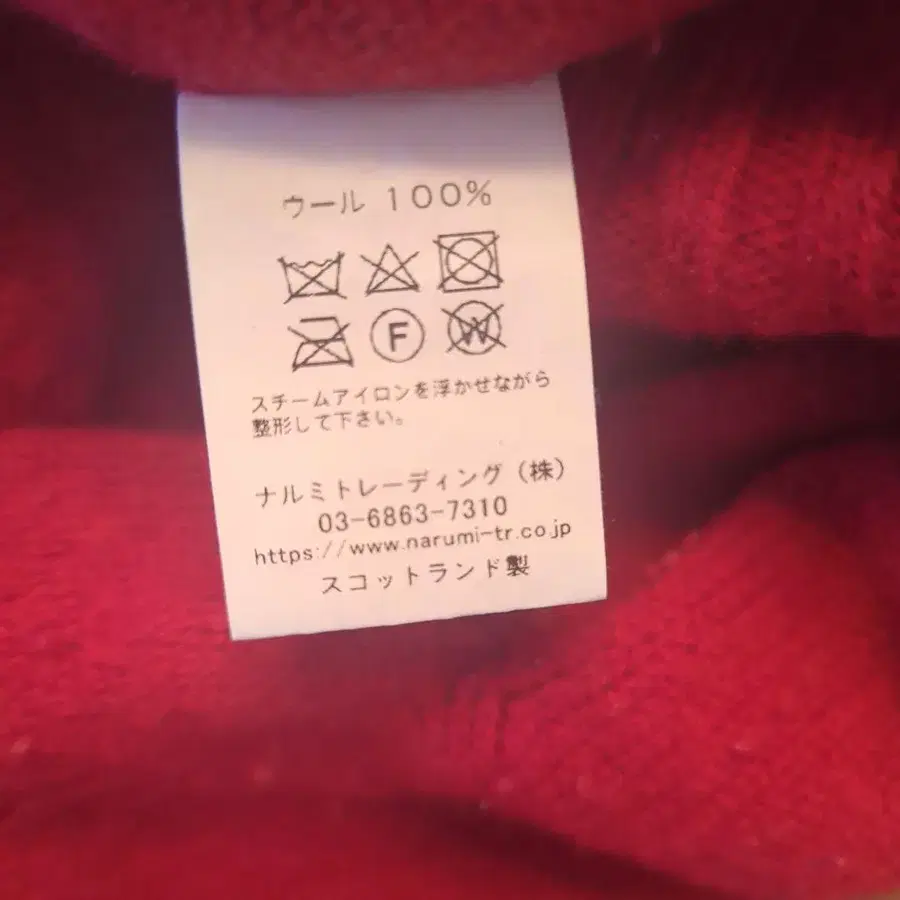 ウール 100%
F W
スチームアイロンを浮かせながら
整形して下さい。
ナルミトレーディング（株）
03-6863-7310
https://www.narumi-tr.co.jp
スコットランド製